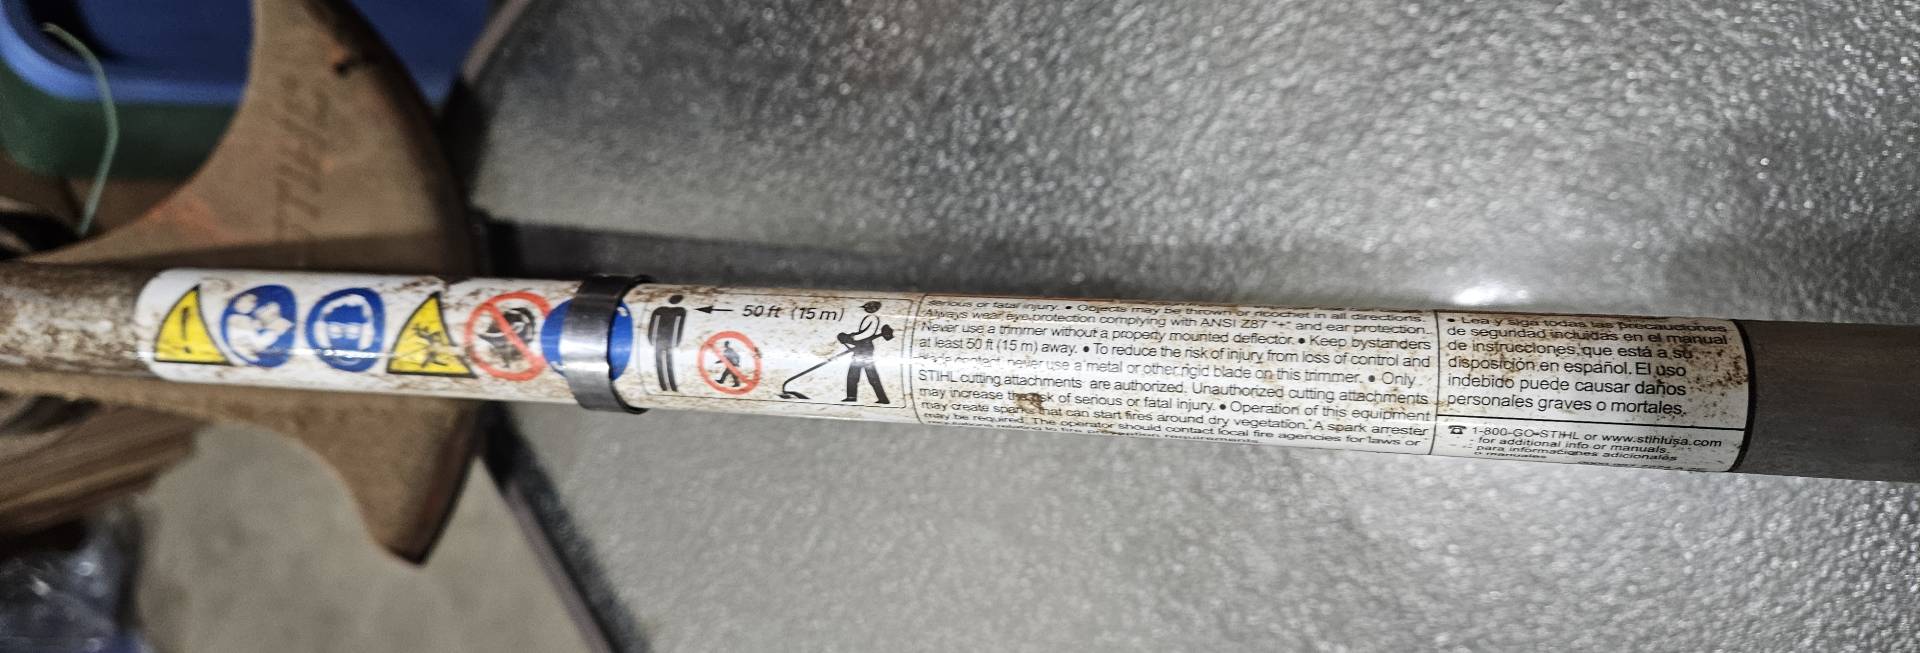 STIHL
50 ft (15 m)
serious or fatal injury. • Objects may be thrown or ricochet in all directions.
Always wear eye protection complying with ANSI Z87 "+" and ear protection.
Never use a trimmer without a properly mounted deflector. • Keep bystanders
at least 50 ft (15 m) away. • To reduce the risk of injury from loss of control and
blade contact, never use a metal or other rigid blade on this trimmer. • Only
STIHL cutting attachments are authorized. Unauthorized cutting attachments
may increase the risk of serious or fatal injury. • Operation of this equipment
may create sparks that can start fires around dry vegetation. A spark arrester
may be required. The operator should contact local fire agencies for laws or
• Lea y siga todas las precauciones
de seguridad incluidas en el manual
de instrucciones, que está a su
disposición en español. El uso
indebido puede causar daños
personales graves o mortales.
☎ 1-800-GO-STIHL or www.stihlusa.com
for additional info or manuals.
para informaciones adicionales
o manuales